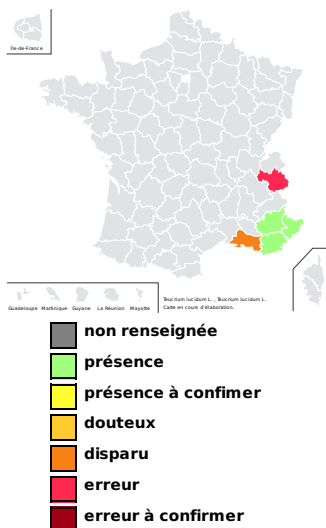 Île-de-France
Guadeloupe Martinique Guyane La Réunion Mayotte
Teucrium lucidum L. , Teucrium lucidum L.
Carte en cours d'élaboration.
non renseignée
présence
présence à confimer
douteux
disparu
erreur
erreur à confirmer